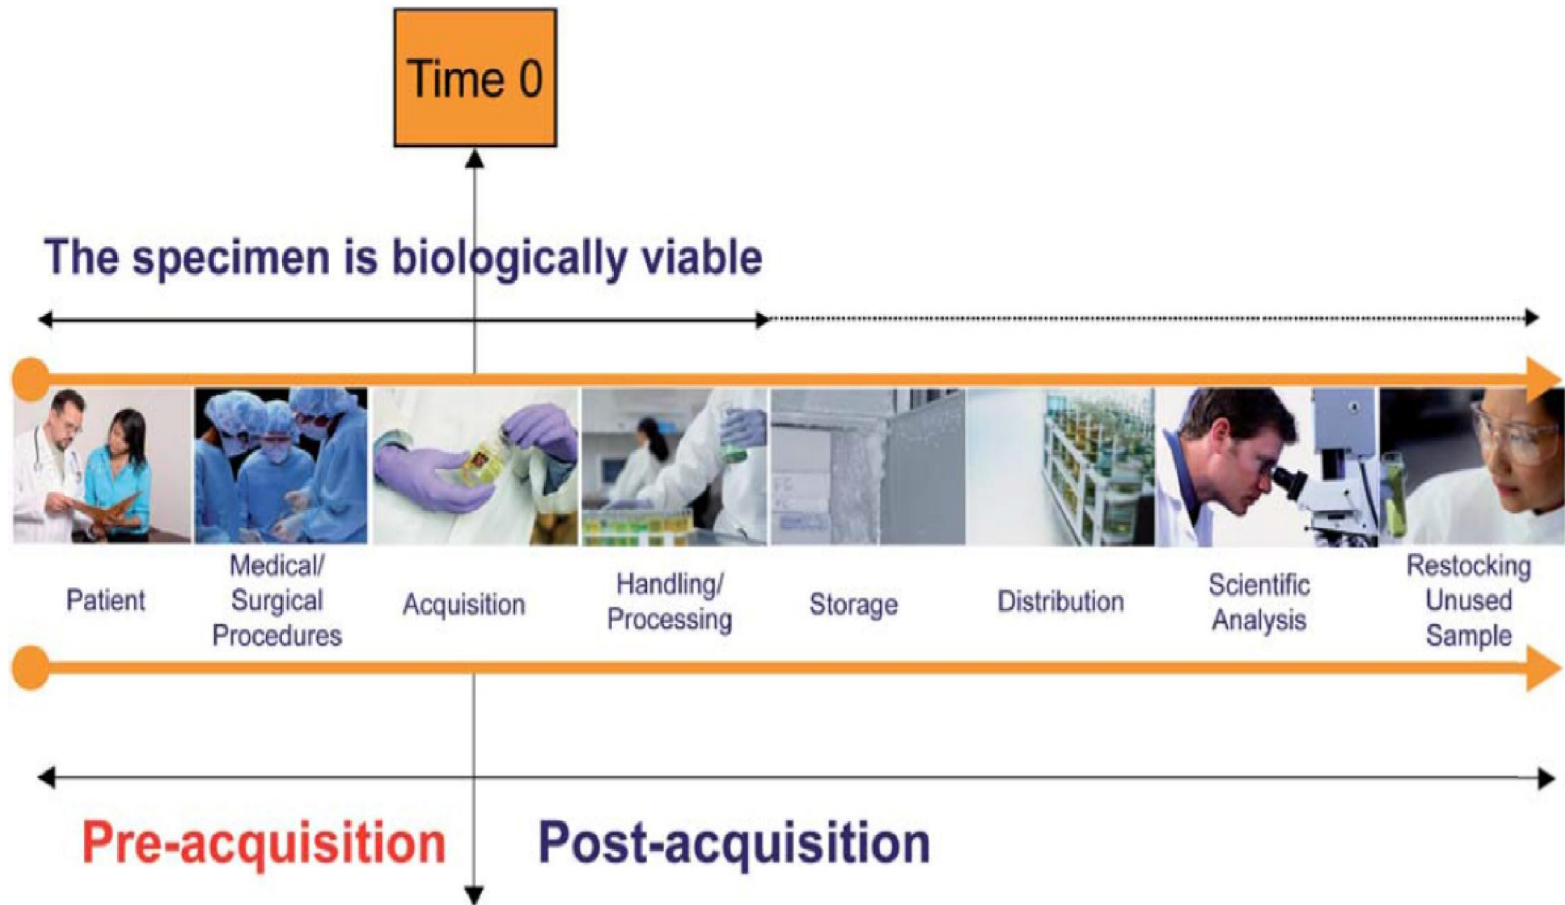 Time 0
The specimen is biologically viable
Patient
Medical/
Surgical
Procedures
Acquisition
Handling/
Processing
Storage
Distribution
Scientific
Analysis
Restocking
Unused
Sample
Pre-acquisition
Post-acquisition